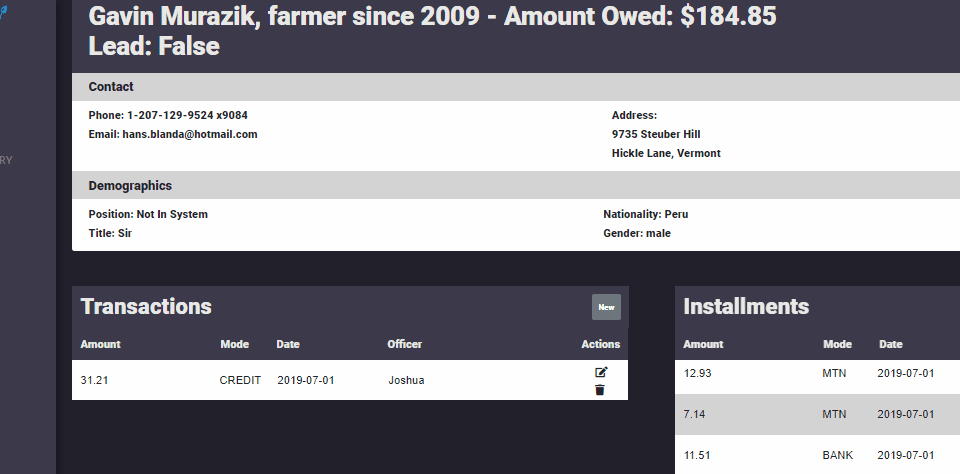 Gavin Murazik, farmer since 2009 - Amount Owed: $184.85
Lead: False
Contact
Phone: 1-207-129-9524 x9084
Email: hans.blanda@hotmail.com
Address:
9735 Steuber Hill
Hickle Lane, Vermont
RY
Demographics
Position: Not In System
Title: Sir
Nationality: Peru
Gender: male
Transactions New
Amount Mode Date Officer Actions
31.21 CREDIT 2019-07-01 Joshua
Installments
Amount Mode Date
12.93 MTN 2019-07-01
7.14 MTN 2019-07-01
11.51 BANK 2019-07-01